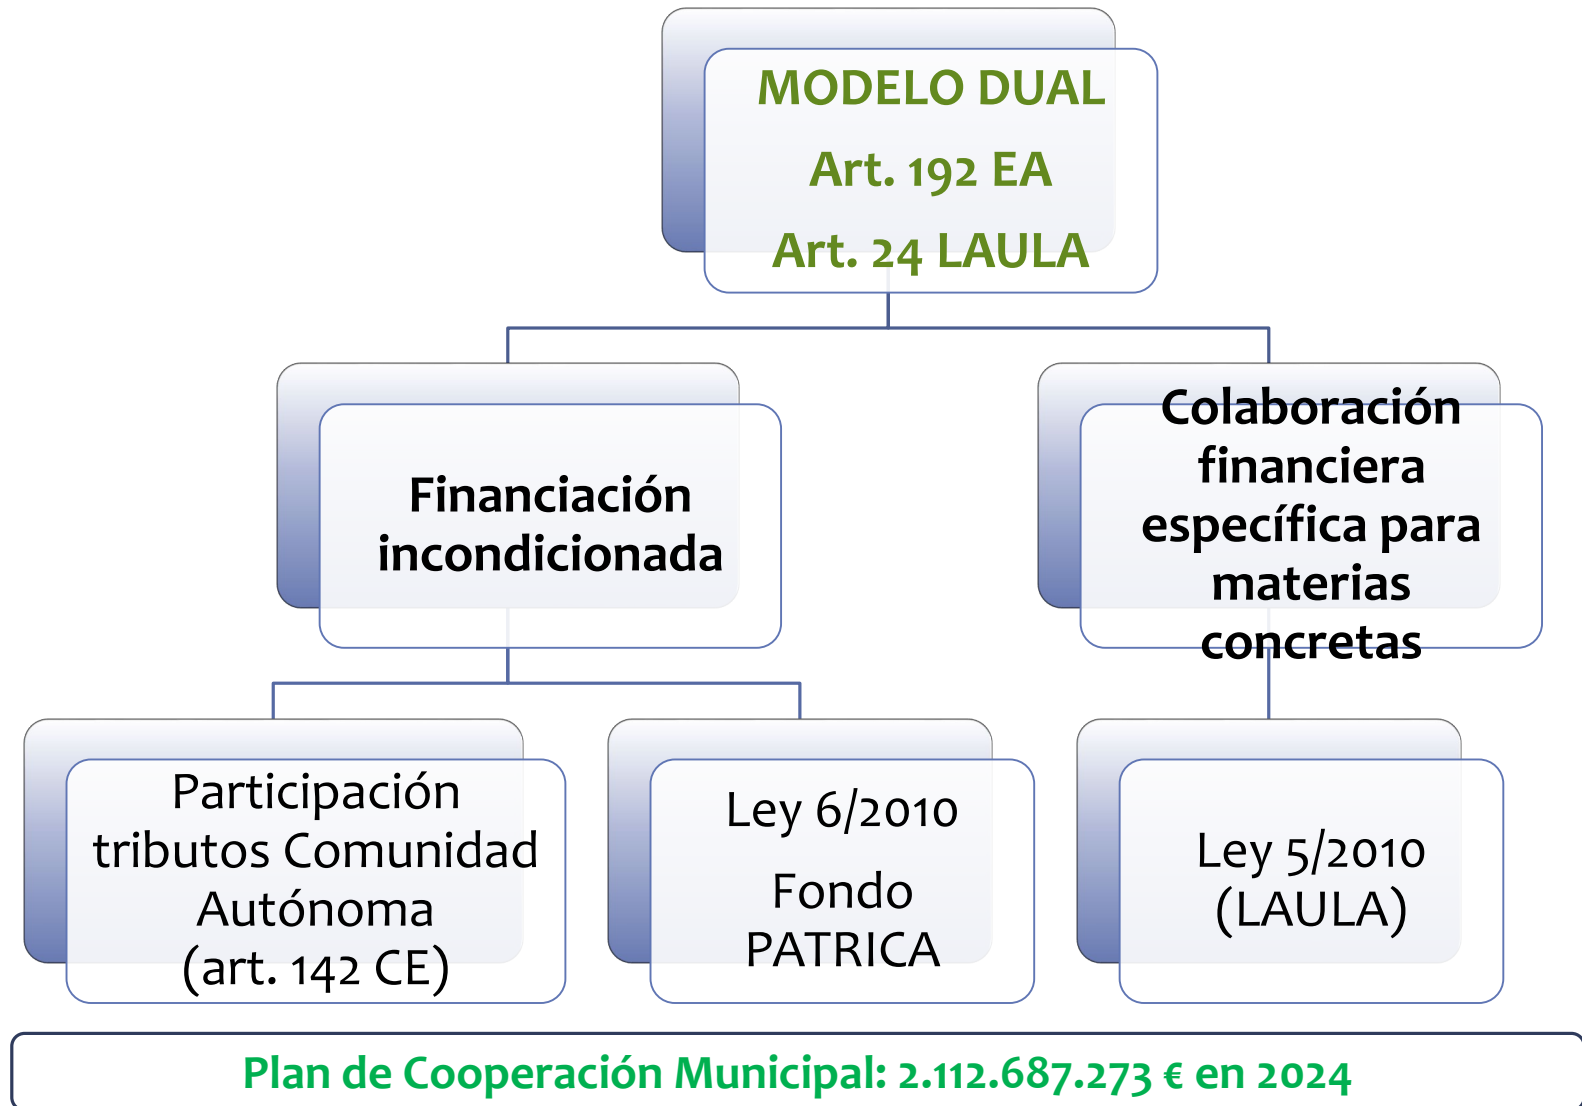 MODELO DUAL
Art. 192 EA
Art. 24 LAULA
Financiación
incondicionada
Colaboración
financiera
específica para
materias
concretas
Participación
tributos Comunidad
Autónoma
(art. 142 CE)
Ley 6/2010
Fondo
PATRICA
Ley 5/2010
(LAULA)
Plan de Cooperación Municipal: 2.112.687.273 € en 2024